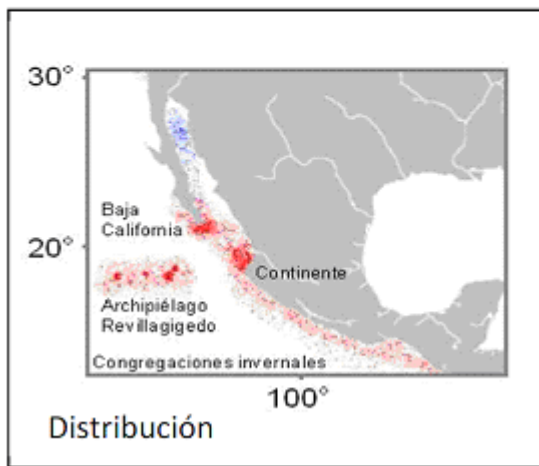 30°
Baja
California
20°
Continente
Archipiélago
Revillagigedo
Congregaciones invernales
100°
Distribución